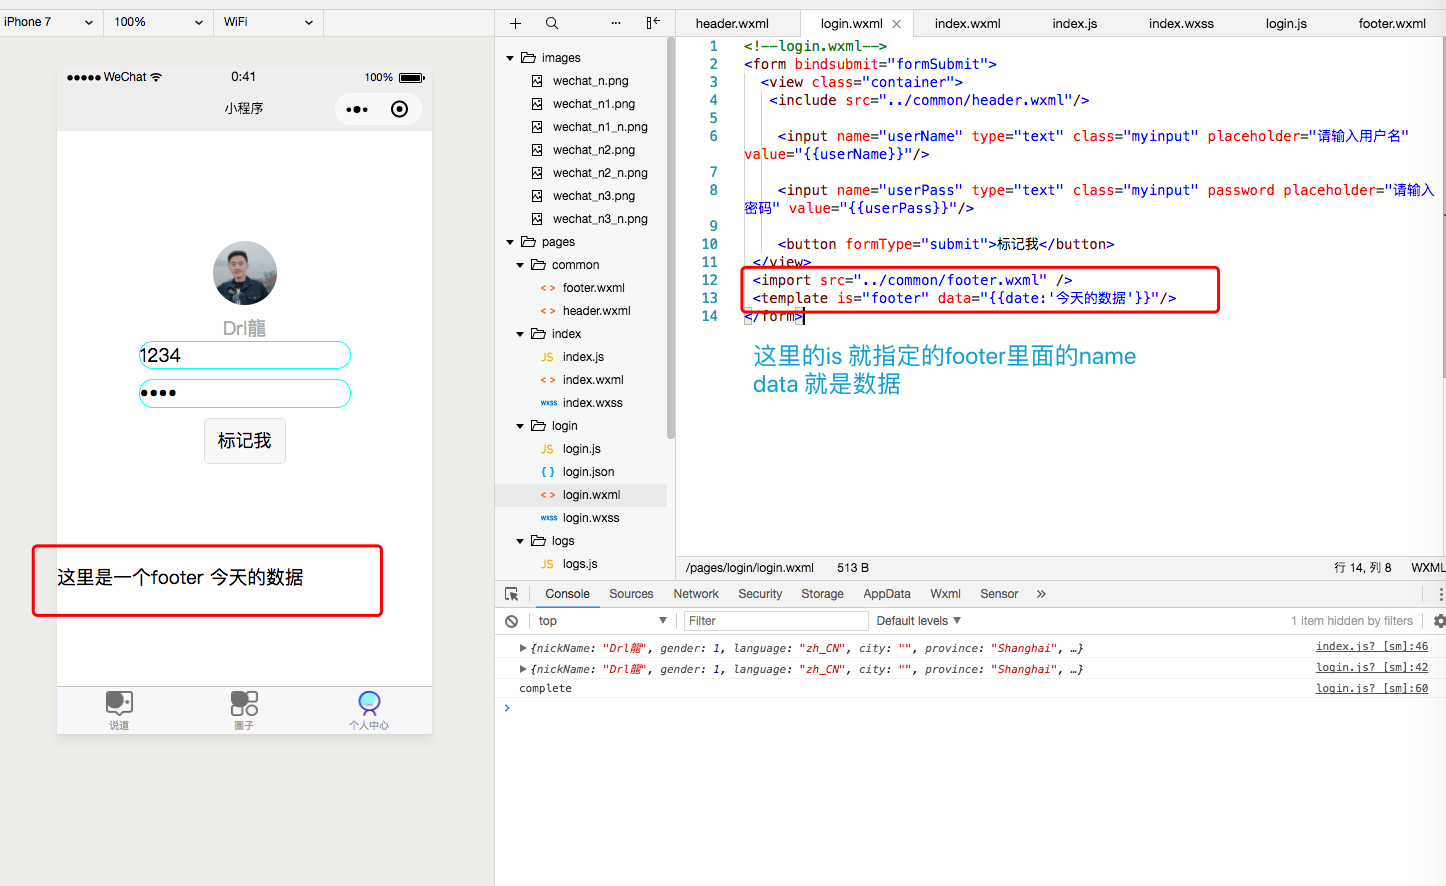 iPhone 7 100% WiFi
WeChat 0:41 100%
小程序
Drl龍
1234
标记我
这里是一个footer 今天的数据
说道 圈子 个人中心
images
wechat_n.png
wechat_n1.png
wechat_n1_n.png
wechat_n2.png
wechat_n2_n.png
wechat_n3.png
wechat_n3_n.png
pages
common
<> footer.wxml
<> header.wxml
index
JS index.js
<> index.wxml
wxss index.wxss
login
JS login.js
{} login.json
<> login.wxml
wxss login.wxss
logs
JS logs.js
header.wxml login.wxml index.wxml index.js index.wxss login.js footer.wxml
1 <!--login.wxml-->
2 <form bindsubmit="formSubmit">
3 <view class="container">
4 <include src="../common/header.wxml"/>
5
6 <input name="userName" type="text" class="myinput" placeholder="请输入用户名"
value="{{userName}}"/>
7
8 <input name="userPass" type="text" class="myinput" password placeholder="请输入
密码" value="{{userPass}}"/>
9
10 <button formType="submit">标记我</button>
11 </view>
12 <import src="../common/footer.wxml" />
13 <template is="footer" data="{{date:'今天的数据'}}"/>
14 </form>
这里的is 就指定的footer里面的name
data 就是数据
/pages/login/login.wxml 513 B 行 14, 列 8 WXML
Console Sources Network Security Storage AppData Wxml Sensor »
top Filter Default levels 1 item hidden by filters
{nickName: "Drl龍", gender: 1, language: "zh_CN", city: "", province: "Shanghai", …} index.js? [sm]:46
{nickName: "Drl龍", gender: 1, language: "zh_CN", city: "", province: "Shanghai", …} login.js? [sm]:42
complete login.js? [sm]:60